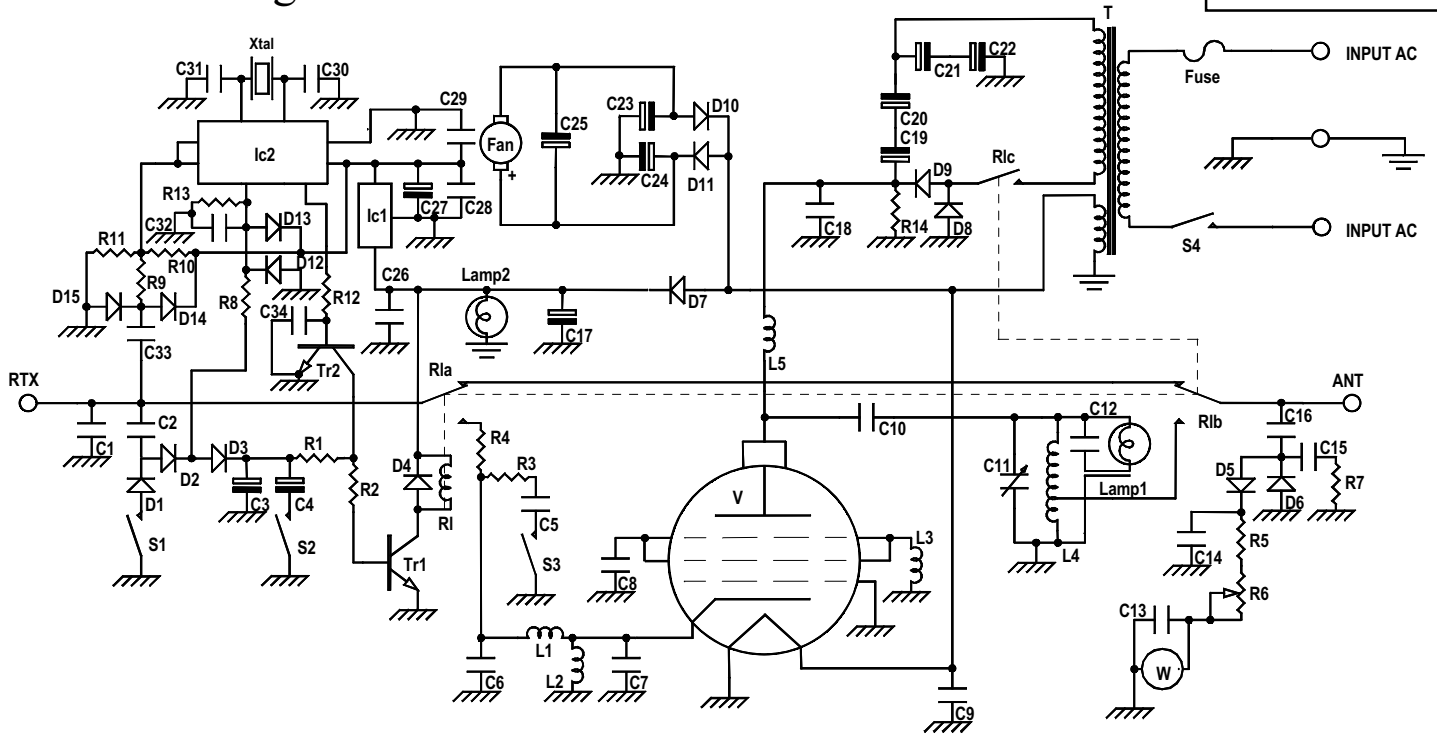 T
Xtal
C31
C30
C22
INPUT AC
C21
Fuse
C29
C23
D10
C20
C25
Ic2
Fan
C19
Rlc
D9
C24
D11
R13
+
C27
C28
Ic1
C32
D13
C18
R14
D8
S4
INPUT AC
R11
R10
D12
C26
Lamp2
D15
R9
D14
R8
R12
D7
C34
C17
C33
L5
Tr2
RTX
Rla
ANT
C12
C16
C2
C10
Rlb
C1
R4
C15
D3
R1
D4
R3
C11
D5
D2
R2
V
Lamp1
R7
D1
C3
C4
Rl
C5
D6
L3
S1
S2
S3
L4
R5
Tr1
C8
C14
R6
C13
L1
L2
C6
C7
W
C9